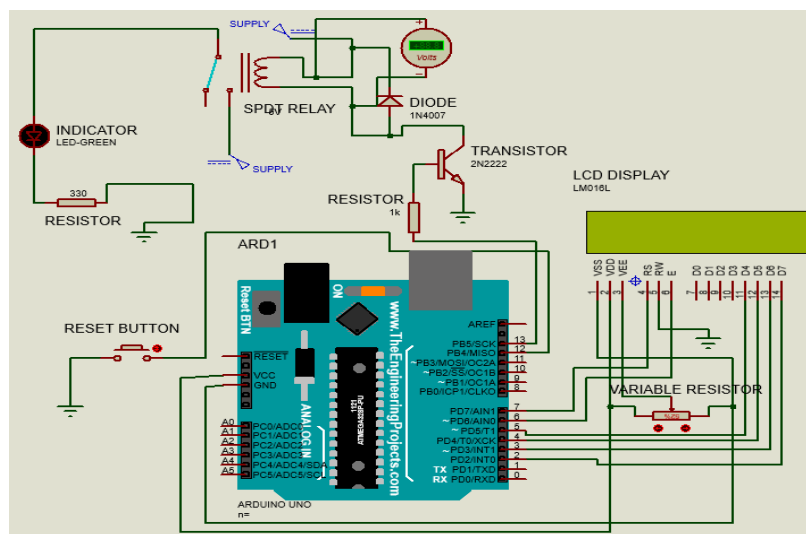 SUPPLY
+
Volts
-
SPDT RELAY
DIODE
1N4007
INDICATOR
LED-GREEN
SUPPLY
TRANSISTOR
2N2222
330
RESISTOR
RESISTOR
1k
LCD DISPLAY
LM016L
ARD1
VSS
VDD
VEE
RS
RW
E
D0
D1
D2
D3
D4
D5
D6
D7
1
2
3
4
5
6
7
8
9
10
11
12
13
14
RESET BUTTON
Reset BTN
ON
www.TheEngineeringProjects.com
ANALOG IN
RESET
VCC
GND
AREF
PB5/SCK 13
PB4/MISO 12
~PB3/MOSI/OC2A 11
~PB2/SS/OC1B 10
~PB1/OC1A 9
PB0/ICP1/CLKO 8
PD7/AIN1 7
~PD6/AIN0 6
~PD5/T1 5
PD4/T0/XCK 4
~PD3/INT1 3
PD2/INT0 2
TX PD1/TXD 1
RX PD0/RXD 0
A0 PC0/ADC0
A1 PC1/ADC1
A2 PC2/ADC2
A3 PC3/ADC3
A4 PC4/ADC4/SDA
A5 PC5/ADC5/SCL
VARIABLE RESISTOR
ARDUINO UNO
n=